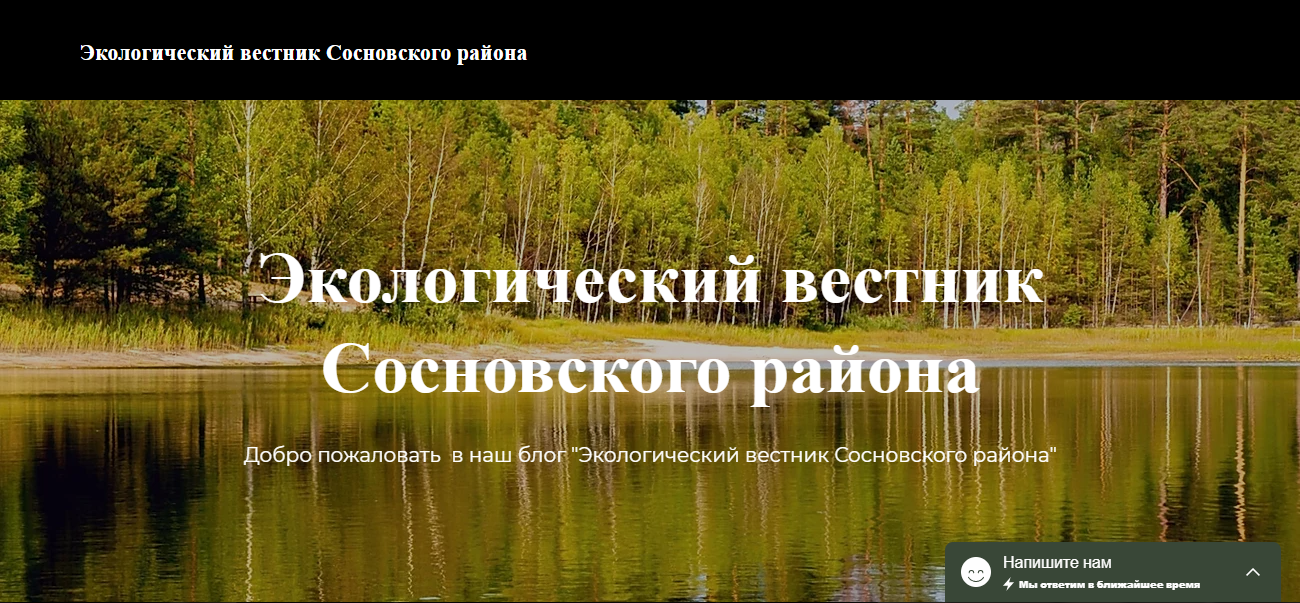 Экологический вестник Сосновского района
Экологический вестник
Сосновского района
Добро пожаловать  в наш блог "Экологический вестник Сосновского района"
Напишите нам
Мы ответим в ближайшее время